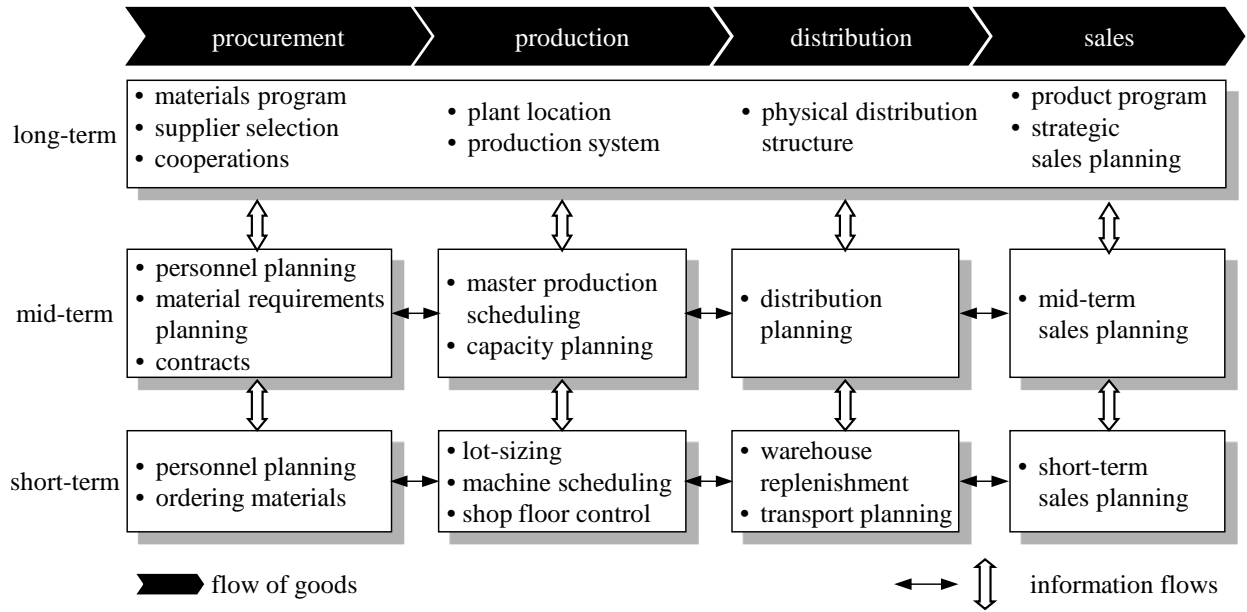 procurement
production
distribution
sales
long-term
• materials program
• supplier selection
• cooperations
• plant location
• production system
• physical distribution
structure
• product program
• strategic
sales planning
mid-term
• personnel planning
• material requirements
planning
• contracts
• master production
scheduling
• capacity planning
• distribution
planning
• mid-term
sales planning
short-term
• personnel planning
• ordering materials
• lot-sizing
• machine scheduling
• shop floor control
• warehouse
replenishment
• transport planning
• short-term
sales planning
flow of goods
information flows